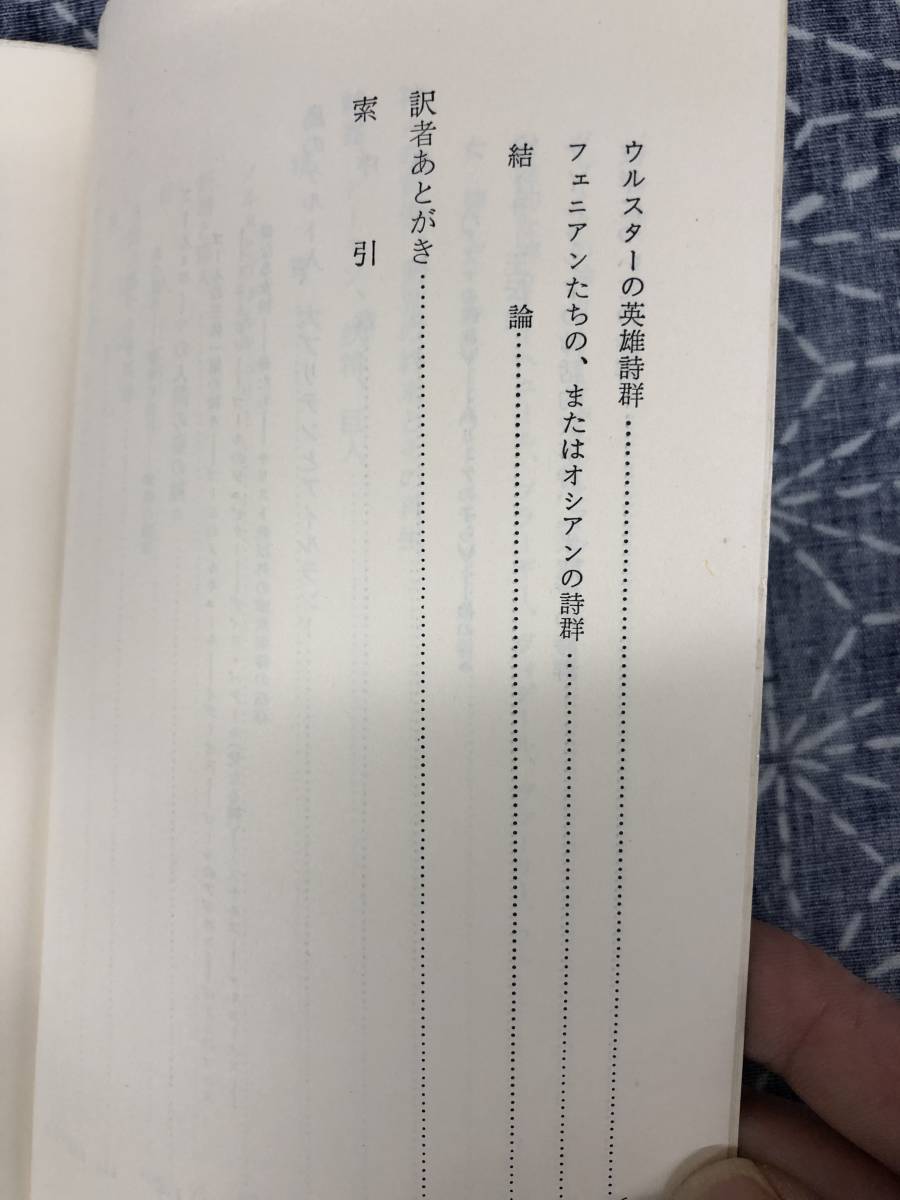 ウルスターの英雄詩群……………………………
フェニアンたちの、またはオシアンの詩群……………………………
結論……………………………
訳者あとがき……………………………
索引